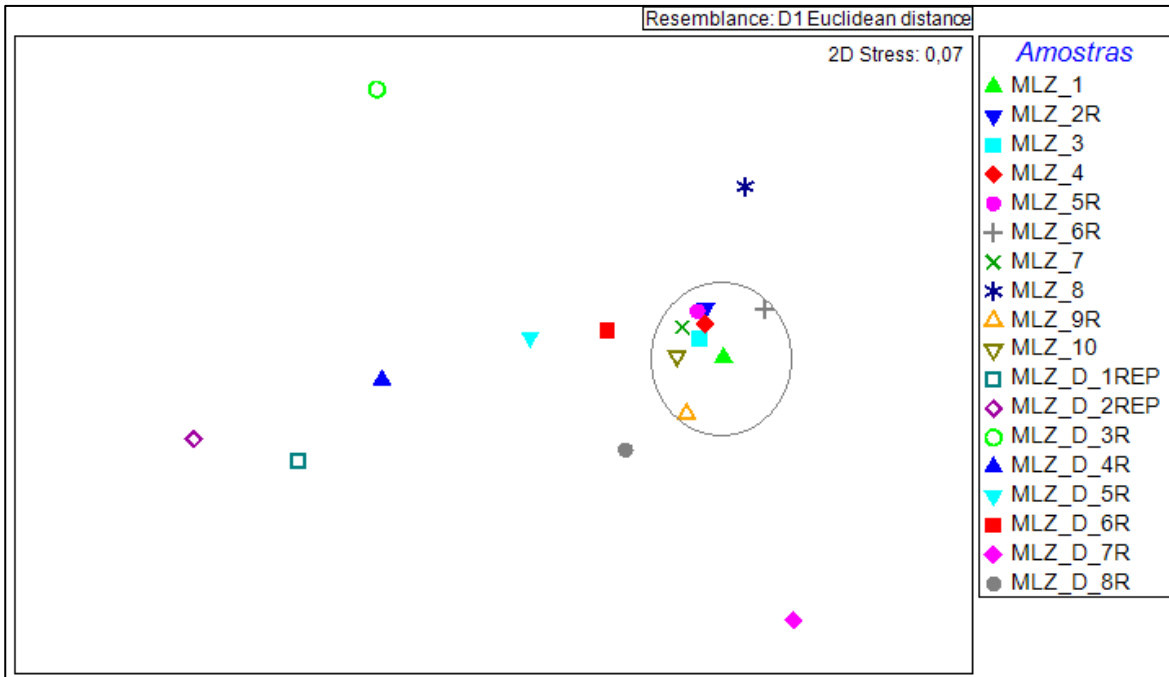 Resemblance: D1 Euclidean distance
2D Stress: 0,07
Amostras
MLZ_1
MLZ_2R
MLZ_3
MLZ_4
MLZ_5R
MLZ_6R
MLZ_7
MLZ_8
MLZ_9R
MLZ_10
MLZ_D_1REP
MLZ_D_2REP
MLZ_D_3R
MLZ_D_4R
MLZ_D_5R
MLZ_D_6R
MLZ_D_7R
MLZ_D_8R